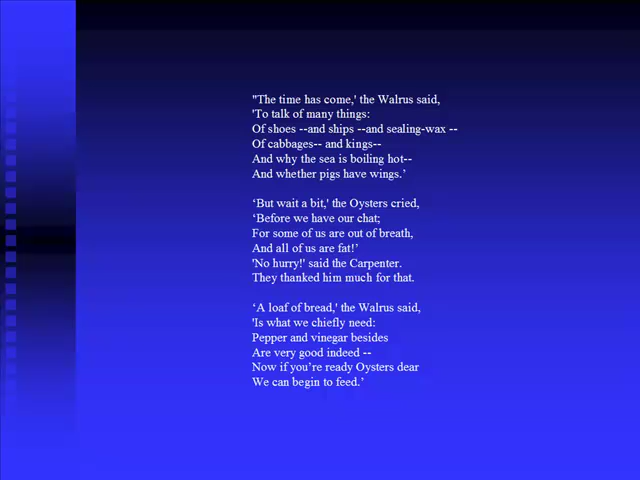 "The time has come,' the Walrus said,
'To talk of many things:
Of shoes --and ships --and sealing-wax --
Of cabbages-- and kings--
And why the sea is boiling hot--
And whether pigs have wings.’
‘But wait a bit,' the Oysters cried,
‘Before we have our chat;
For some of us are out of breath,
And all of us are fat!’
'No hurry!' said the Carpenter.
They thanked him much for that.
‘A loaf of bread,' the Walrus said,
'Is what we chiefly need:
Pepper and vinegar besides
Are very good indeed --
Now if you’re ready Oysters dear
We can begin to feed.’